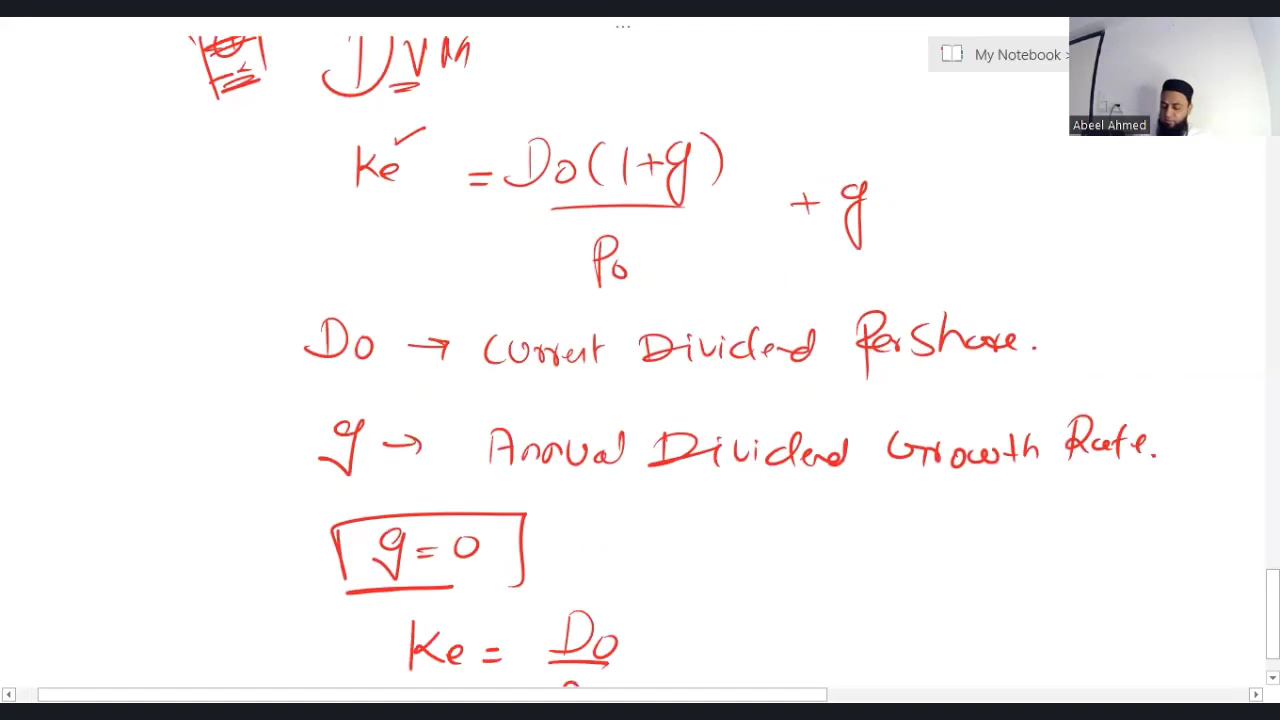 My Notebook >
Abeel Ahmed
DVM
Ke = Do(1+g) + g
Po
Do → Current Dividend Per Share.
g → Annual Dividend Growth Rate.
g = 0
Ke = Do